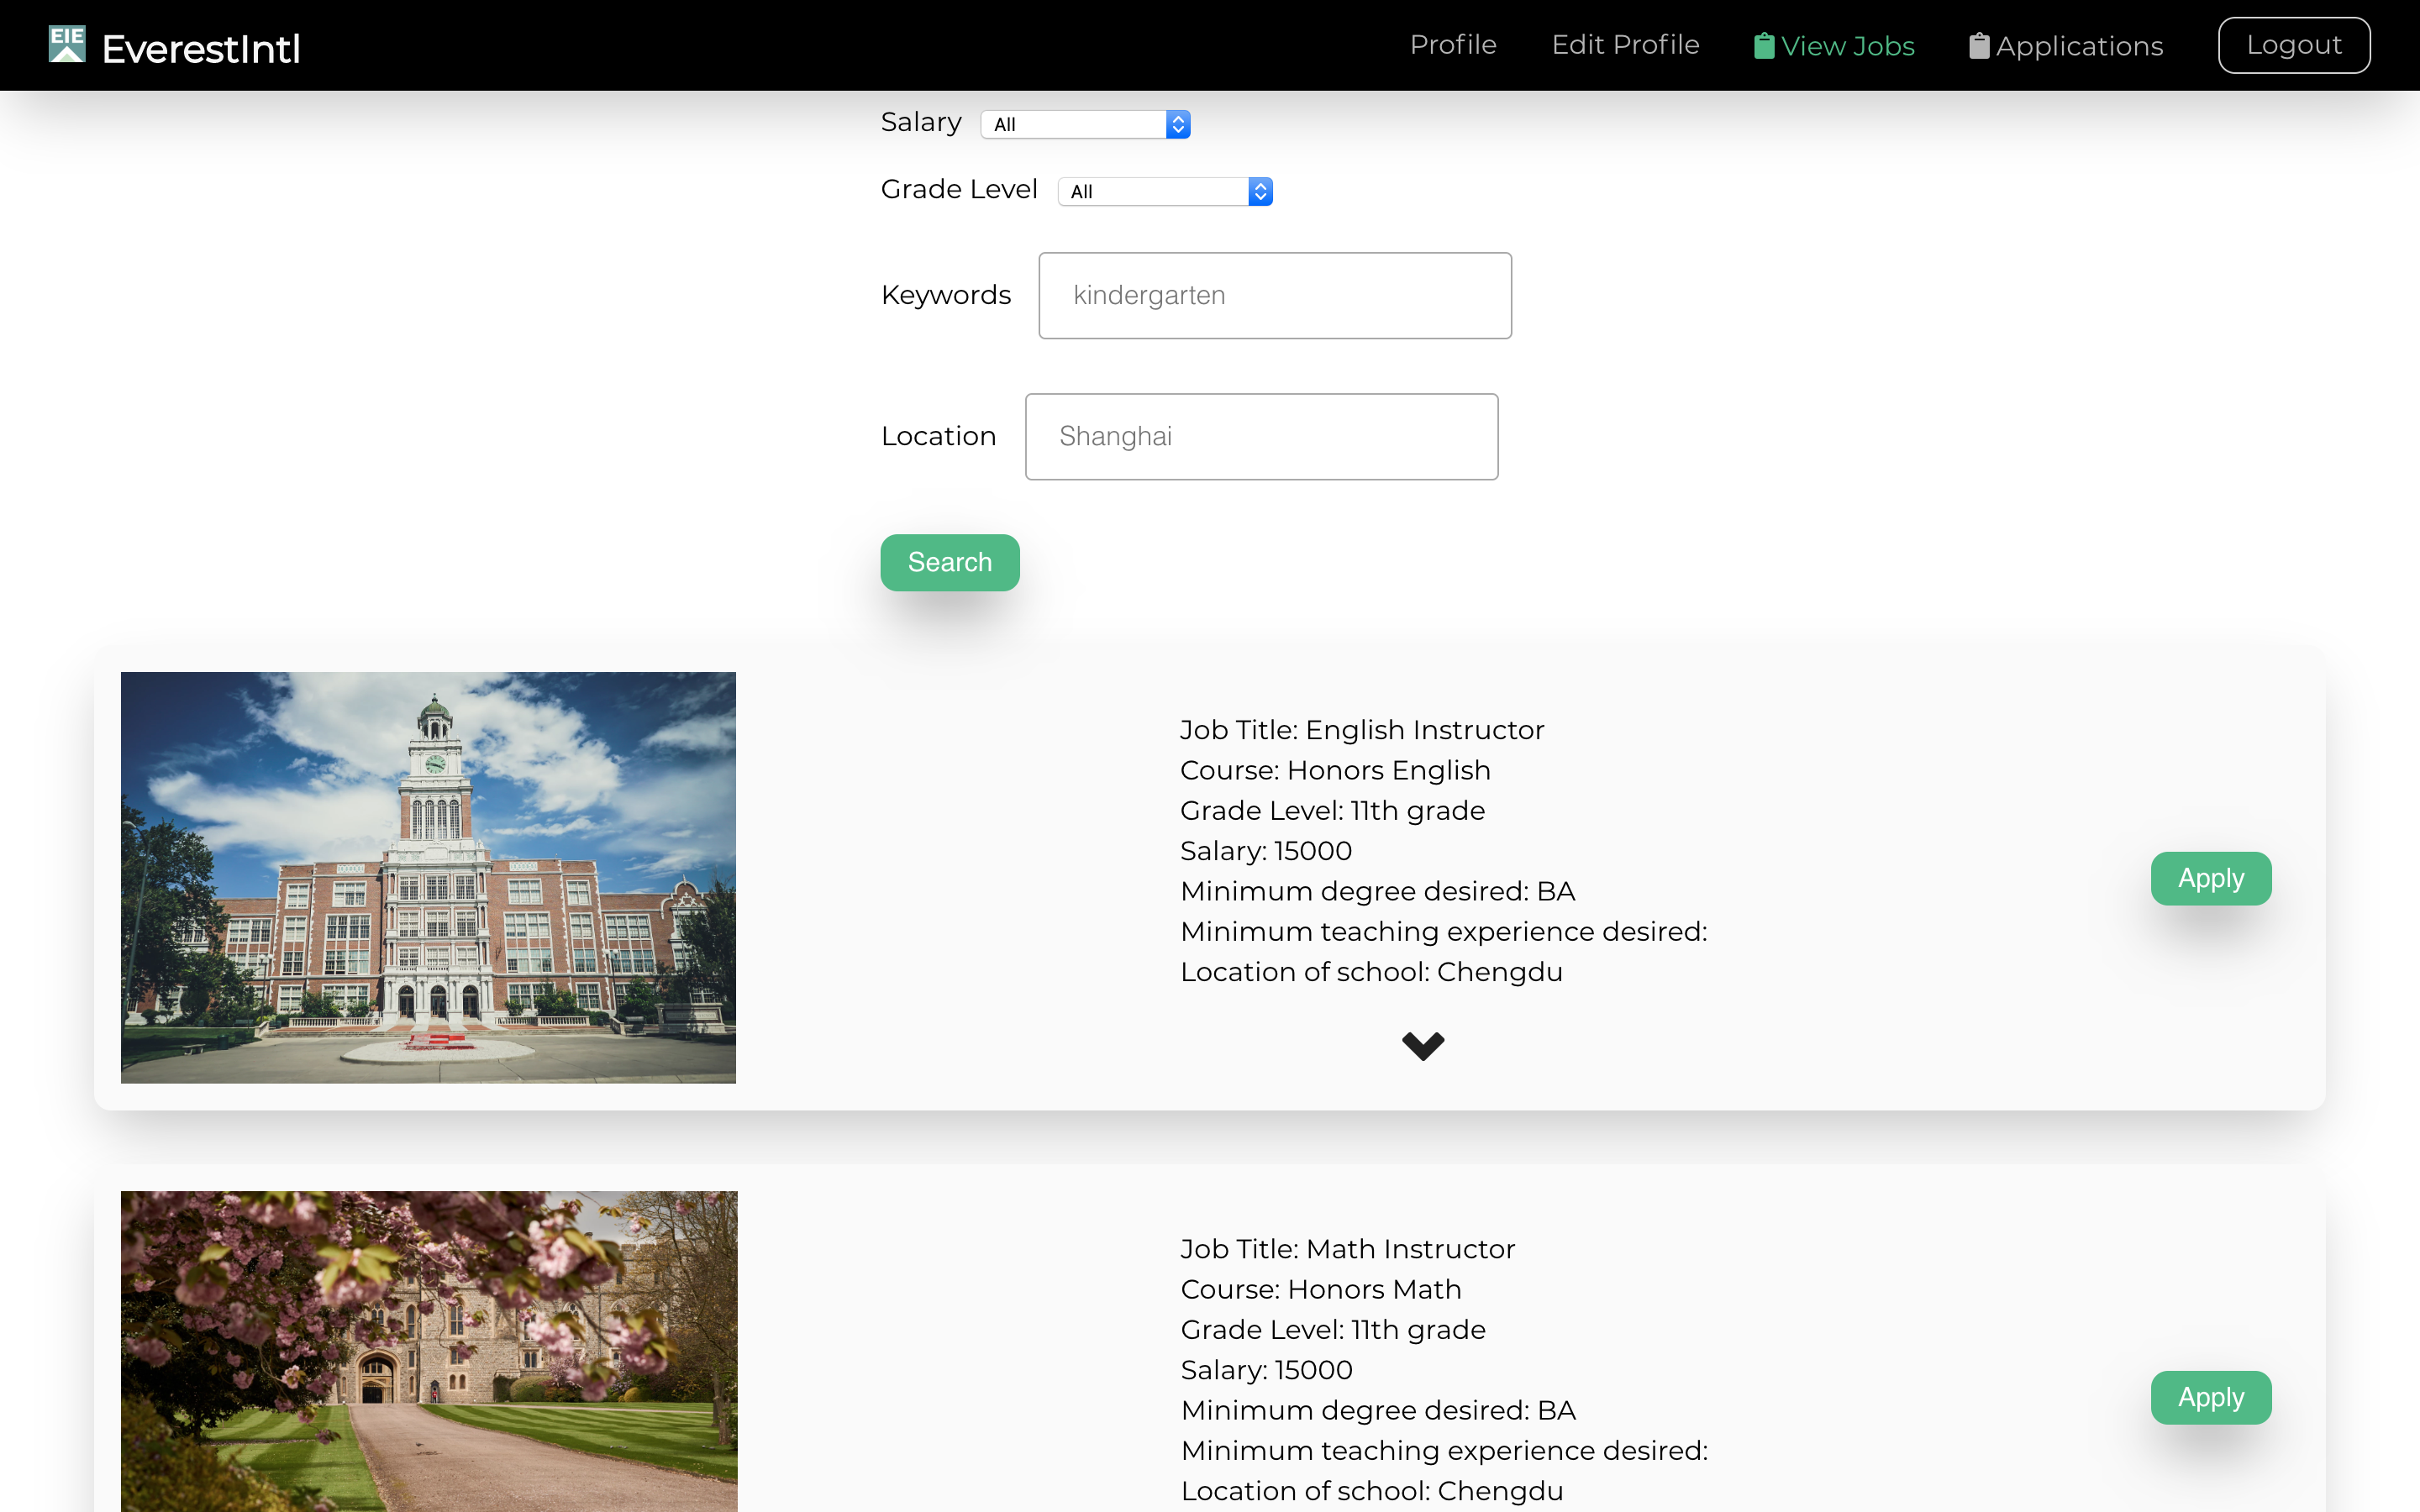 EIE EverestIntl Profile Edit Profile View Jobs Applications Logout
Salary All
Grade Level All
Keywords kindergarten
Location Shanghai
Search
Job Title: English Instructor
Course: Honors English
Grade Level: 11th grade
Salary: 15000
Minimum degree desired: BA
Minimum teaching experience desired:
Location of school: Chengdu
Apply
Job Title: Math Instructor
Course: Honors Math
Grade Level: 11th grade
Salary: 15000
Minimum degree desired: BA
Minimum teaching experience desired:
Location of school: Chengdu
Apply